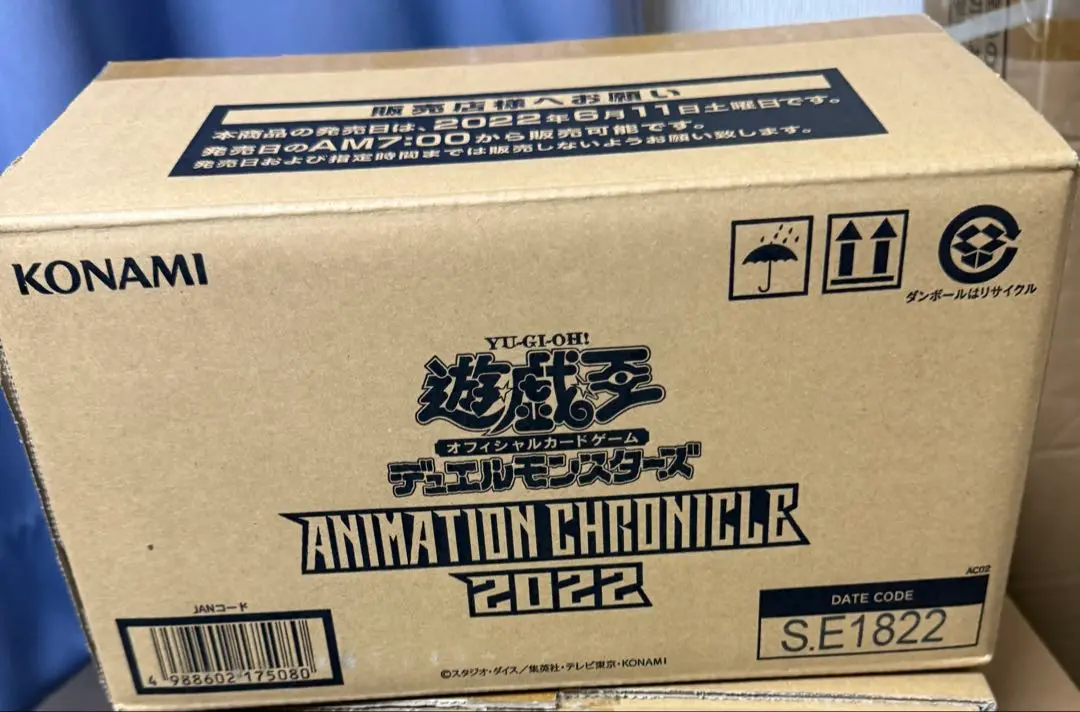 販売店様へお願い
本商品の発売日は、2022年6月11日土曜日です。
発売日のAM7:00から販売可能です。
発売日および指定時間までは販売しないようお願い致します。
KONAMI
ダンボールはリサイクル
YU-GI-OH!
遊戯王
オフィシャルカードゲーム
デュエルモンスターズ
ANIMATION CHRONICLE
2022
AC02
DATE CODE
S.E1822
JANコード
4 988602 175080
©スタジオ・ダイス/集英社・テレビ東京・KONAMI